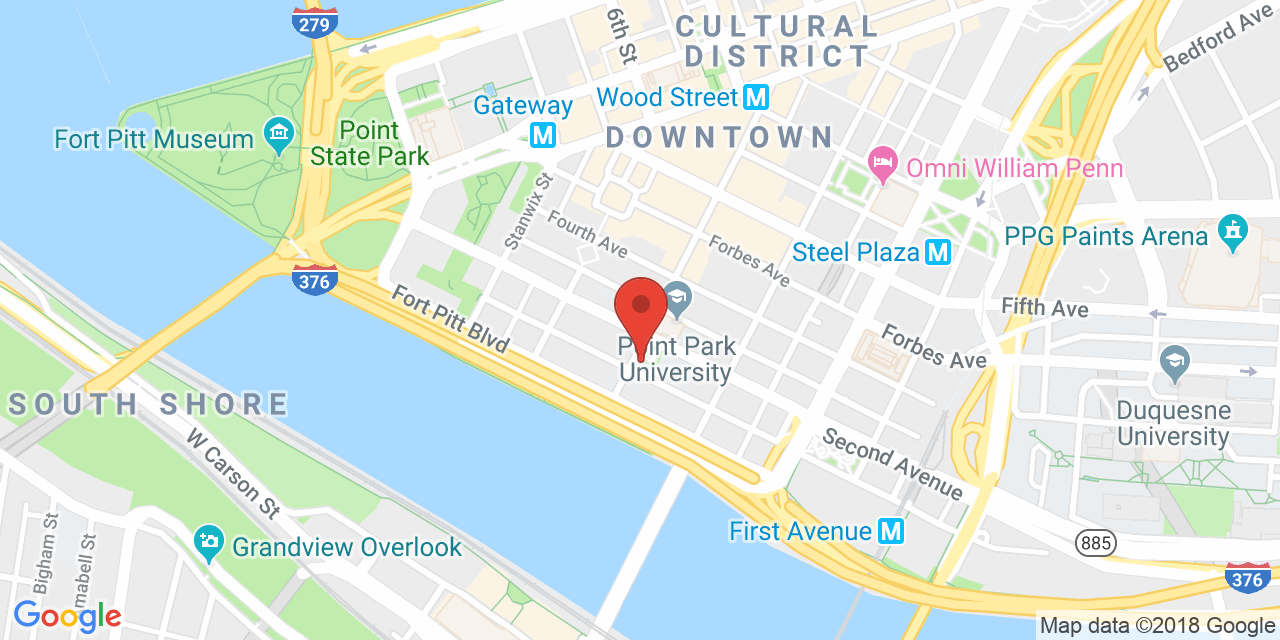 279
6th St
CULTURAL
DISTRICT
Bedford Ave
Gateway
M
Wood Street M
DOWNTOWN
Fort Pitt Museum
Point
State Park
Omni William Penn
Stanwix St
Fourth Ave
Forbes Ave
Steel Plaza M
PPG Paints Arena
376
Fort Pitt Blvd
Fifth Ave
Forbes Ave
Point Park
University
Duquesne
University
SOUTH SHORE
W Carson St
Second Avenue
First Avenue M
885
Grandview Overlook
Bigham St
mabell St
376
Google
Map data ©2018 Google